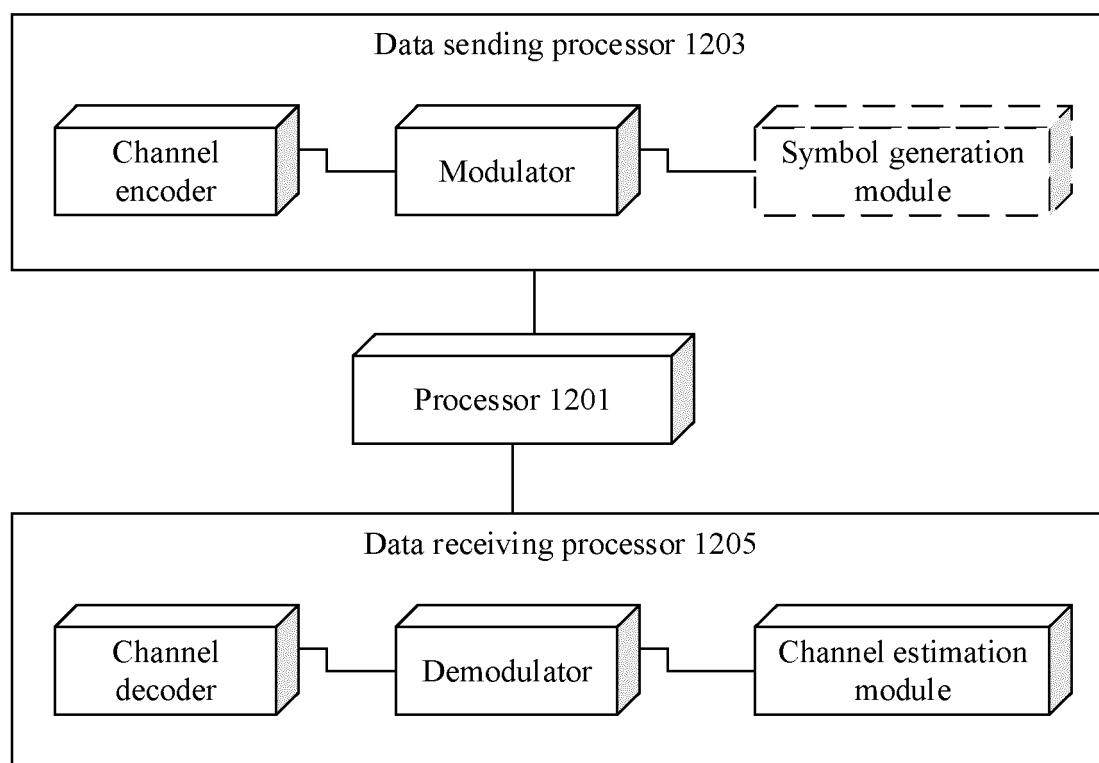 Data sending processor 1203
Channel
encoder
Modulator
Symbol generation
module
Processor 1201
Data receiving processor 1205
Channel
decoder
Demodulator
Channel estimation
module